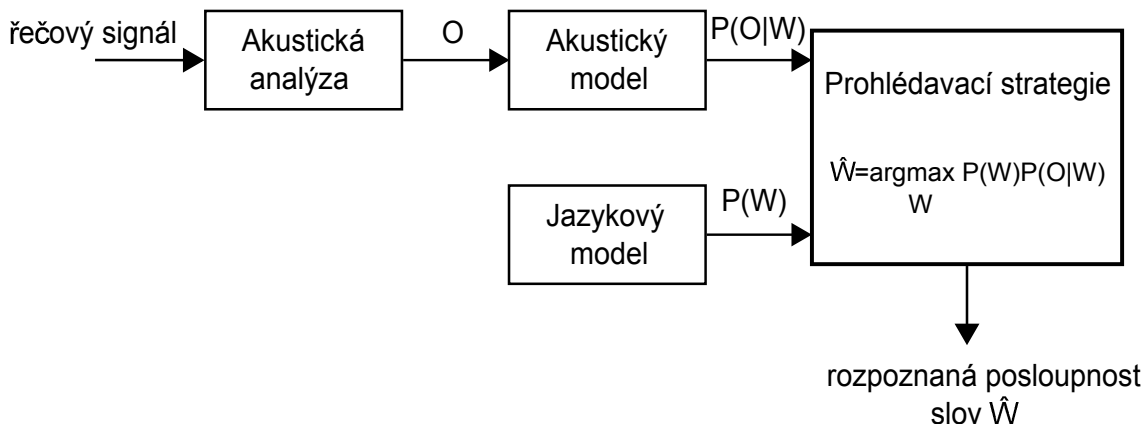 řečový signál
Akustická
analýza
O
Akustický
model
P(O|W)
Prohlédavací strategie
Ŵ=argmax P(W)P(O|W)
W
Jazykový
model
P(W)
rozpoznaná posloupnost
slov Ŵ